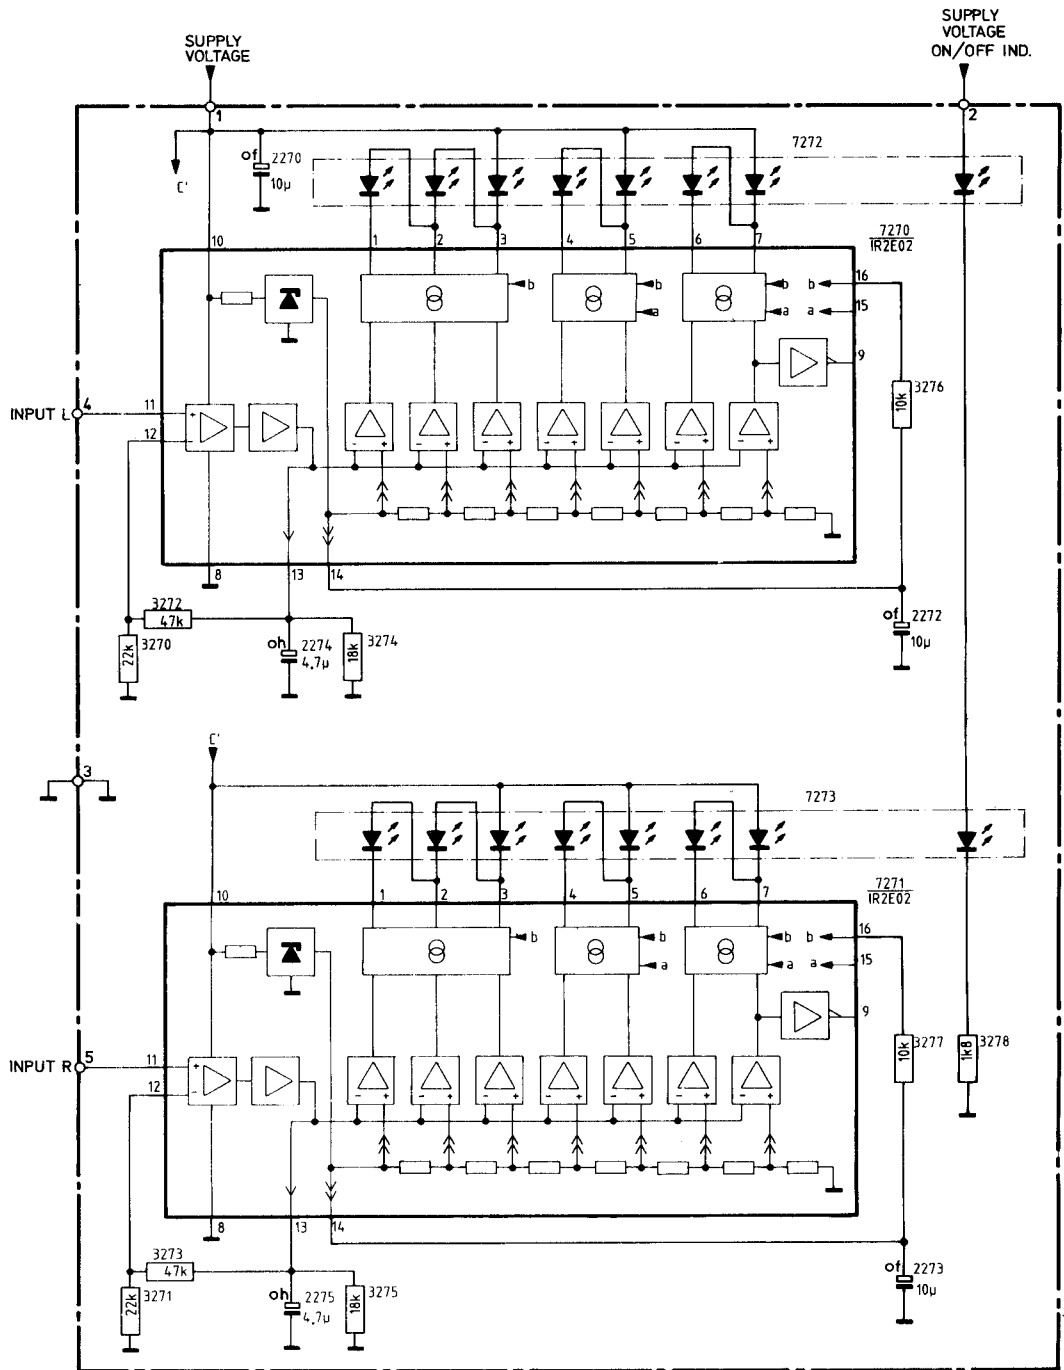 SUPPLY
VOLTAGE
SUPPLY
VOLTAGE
ON/OFF IND.
1
2
C'
of 2270
10µ
7272
10
1
2
3
4
5
6
7
7270
IR2E02
b
b
a
b
a
b
a
16
15
9
3276
10k
INPUT L
4
11
12
+
-
- +
- +
- +
- +
- +
- +
- +
8
13
14
3272
47k
3270
22k
oh 2274
4.7µ
3274
18k
of 2272
10µ
3
C'
7273
10
1
2
3
4
5
6
7
7271
IR2E02
b
b
a
b
a
b
a
16
15
9
3277
10k
3278
1k8
INPUT R
5
11
12
+
-
- +
- +
- +
- +
- +
- +
- +
8
13
14
3273
47k
3271
22k
oh 2275
4.7µ
3275
18k
of 2273
10µ